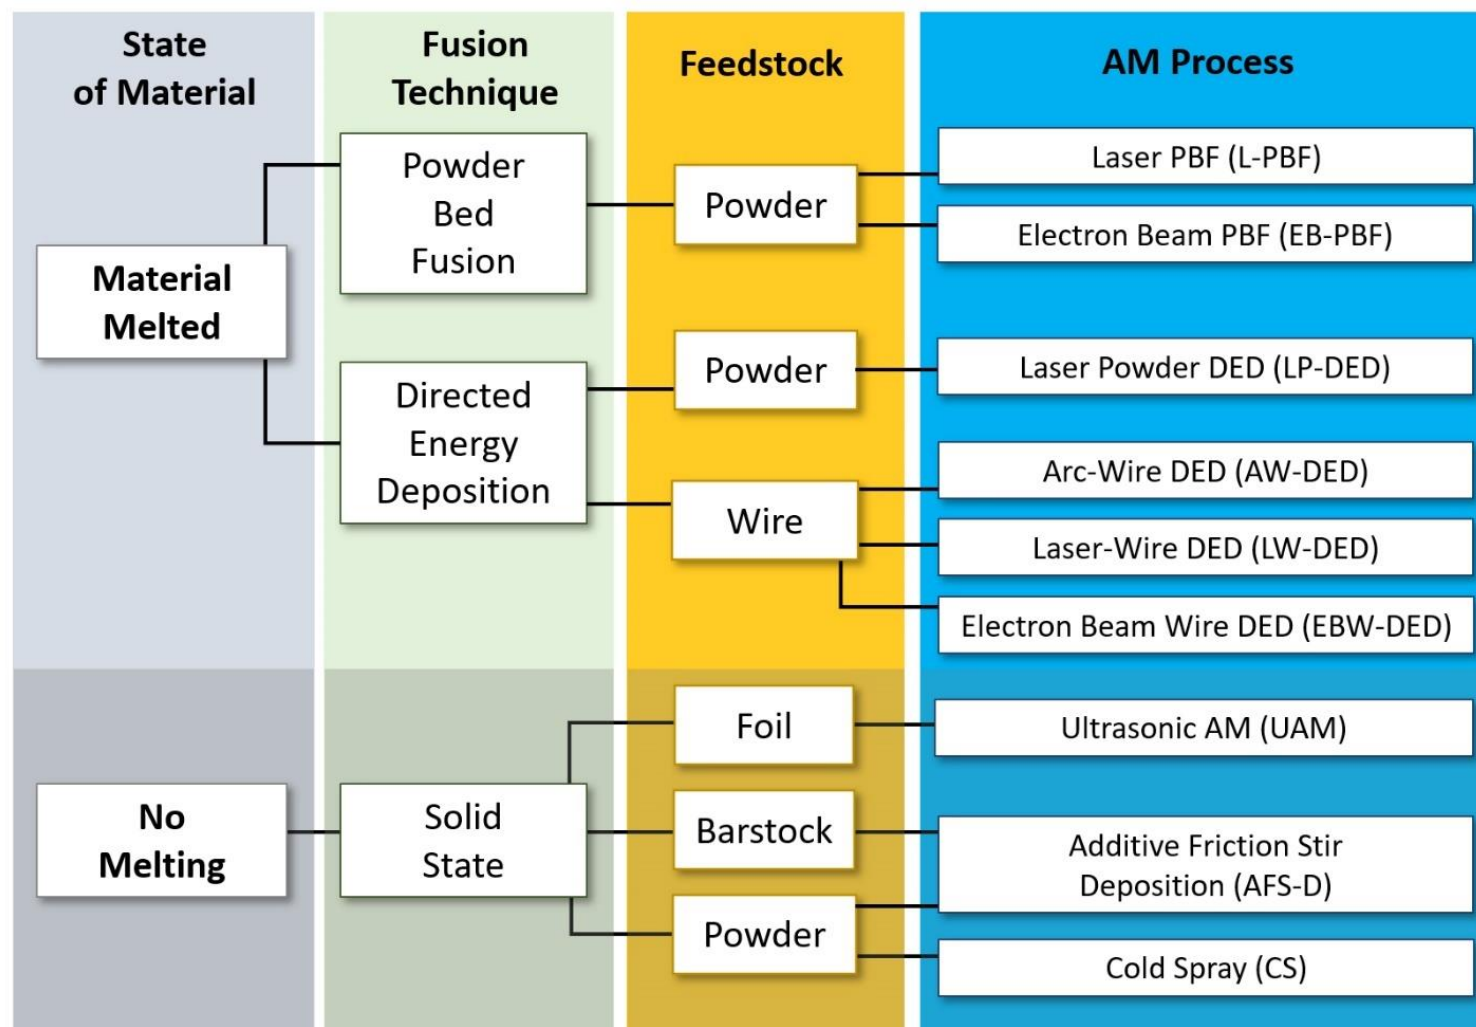 State
of Material
Fusion
Technique
Feedstock
AM Process
Material
Melted
Powder
Bed
Fusion
Powder
Laser PBF (L-PBF)
Electron Beam PBF (EB-PBF)
Directed
Energy
Deposition
Powder
Laser Powder DED (LP-DED)
Wire
Arc-Wire DED (AW-DED)
Laser-Wire DED (LW-DED)
Electron Beam Wire DED (EBW-DED)
No
Melting
Solid
State
Foil
Ultrasonic AM (UAM)
Barstock
Additive Friction Stir
Deposition (AFS-D)
Powder
Cold Spray (CS)